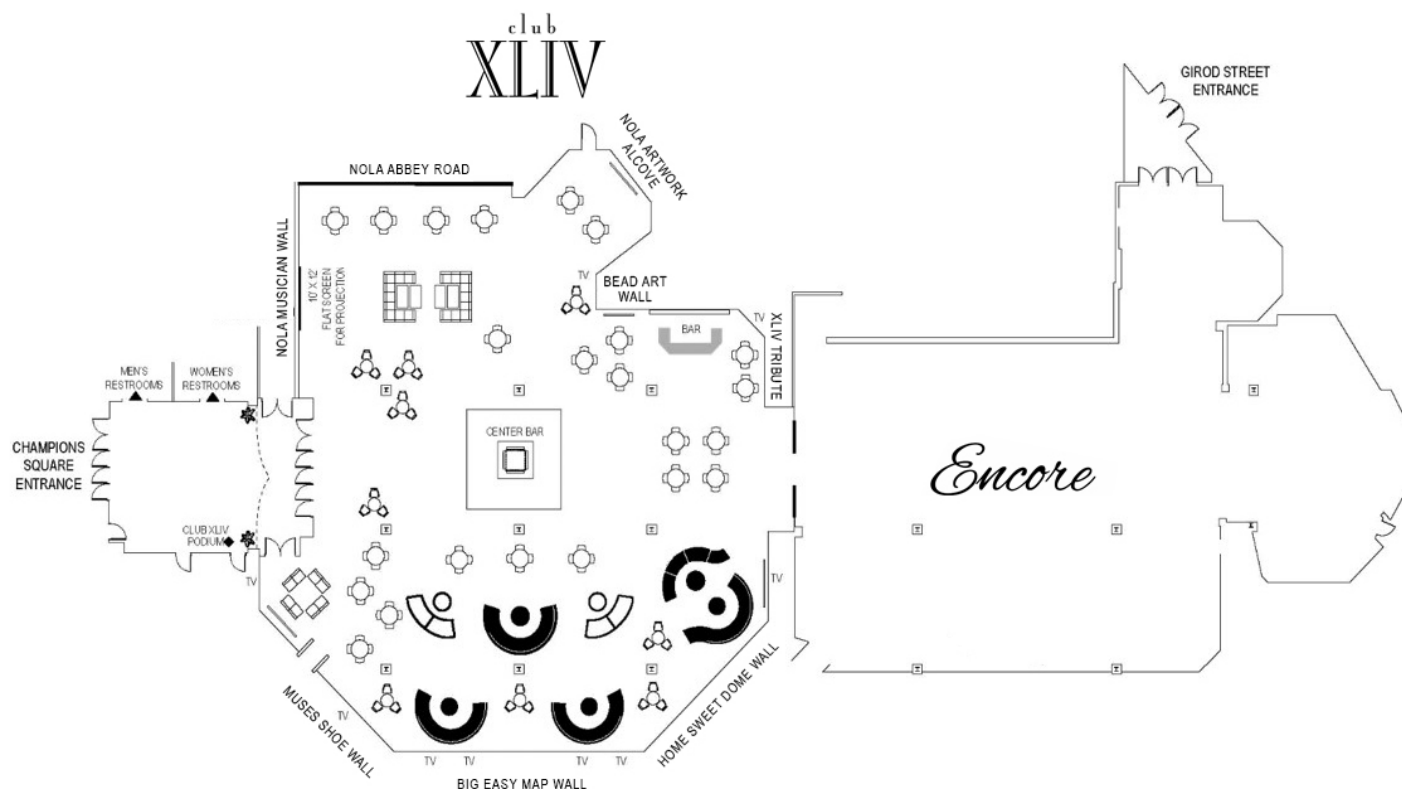 club
XLIV
GIROD STREET
ENTRANCE
NOLA ARTWORK
ALCOVE
NOLA ABBEY ROAD
NOLA MUSICIAN WALL
10' X 12'
FLAT SCREEN
FOR PROJECTION
TV
BEAD ART
WALL
BAR
TV
XLIV TRIBUTE
MEN'S
RESTROOMS
WOMEN'S
RESTROOMS
CHAMPIONS
SQUARE
ENTRANCE
CENTER BAR
Encore
CLUB XLIV
PODIUM
TV
TV
MUSES SHOE WALL
TV
HOME SWEET DOME WALL
TV TV TV TV
BIG EASY MAP WALL